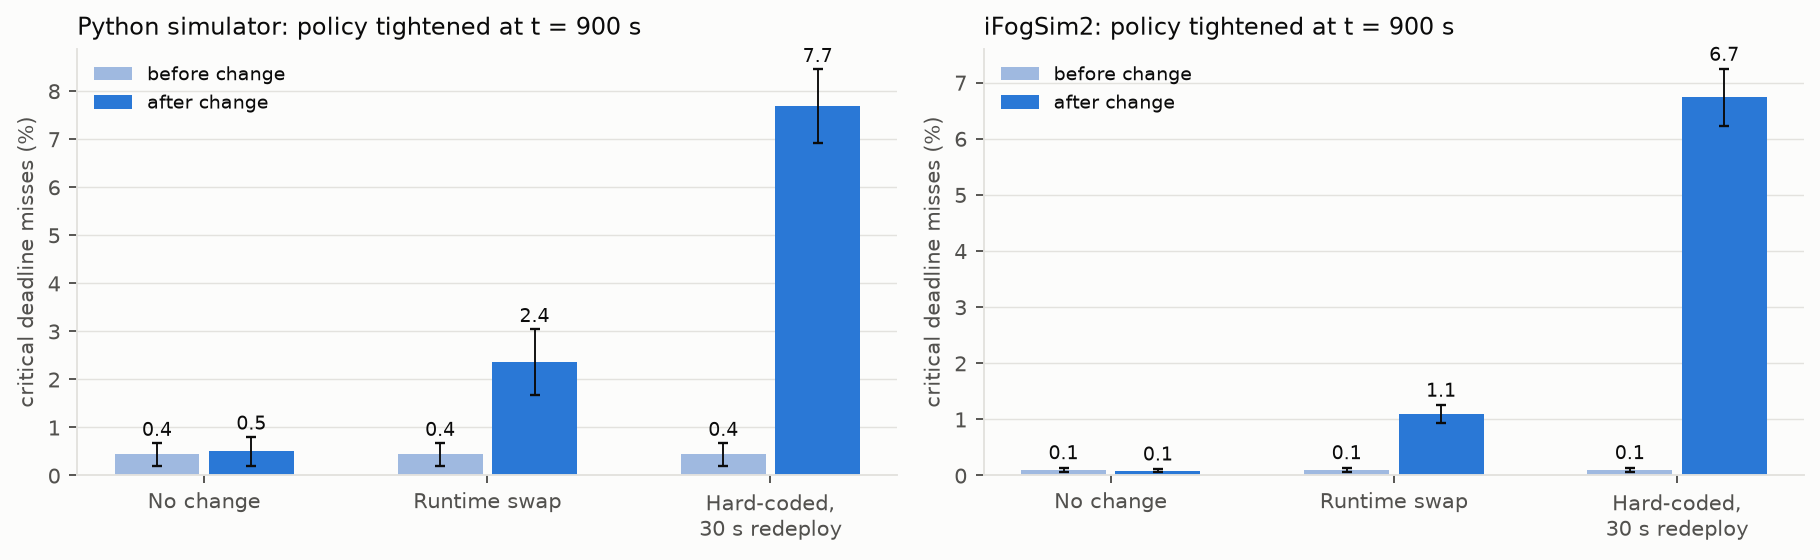 Python simulator: policy tightened at t = 900 s
before change
after change
critical deadline misses (%)
8
7
6
5
4
3
2
1
0
0.4
0.5
0.4
2.4
0.4
7.7
No change
Runtime swap
Hard-coded,
30 s redeploy
iFogSim2: policy tightened at t = 900 s
before change
after change
critical deadline misses (%)
7
6
5
4
3
2
1
0
0.1
0.1
0.1
1.1
0.1
6.7
No change
Runtime swap
Hard-coded,
30 s redeploy